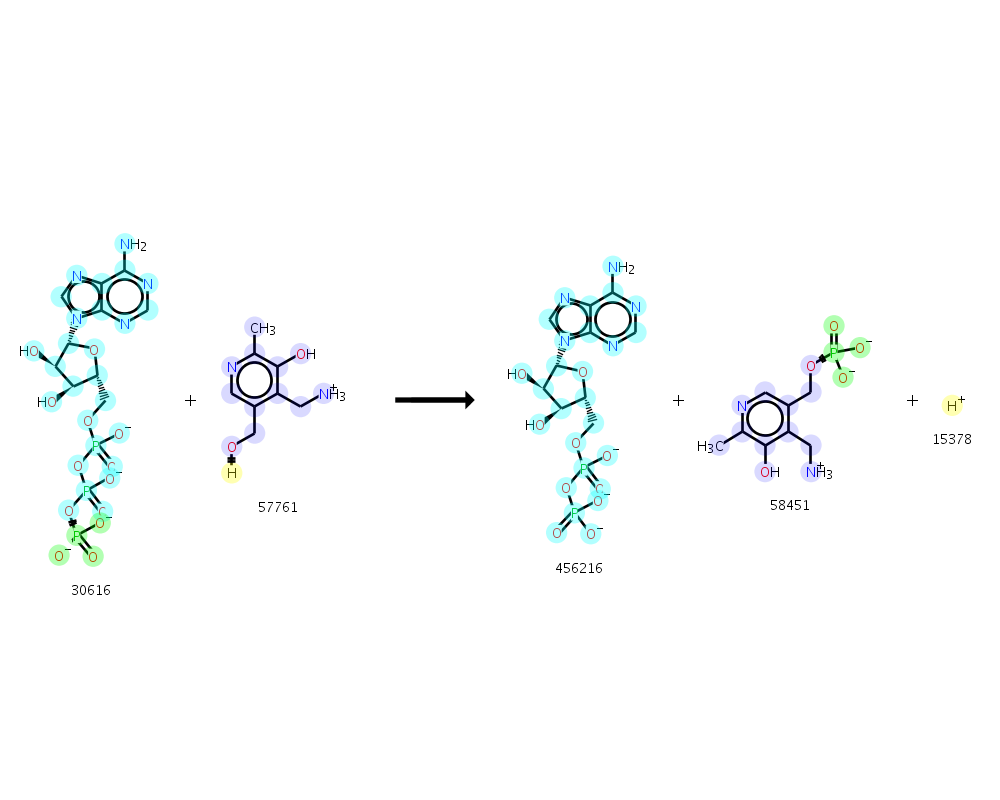 NH2
N
N
N
N
HO
O
HO
O
O−
P
O
O
O−
P
O
O
O−
P
O−
O
30616
+
CH3
N
OH
NH3+
O
H
57761
NH2
N
N
N
N
HO
O
HO
O
O−
P
O
O
O−
P
O
O−
456216
+
O
P
O−
O
O−
N
H3C
OH
NH3+
58451
+
H+
15378